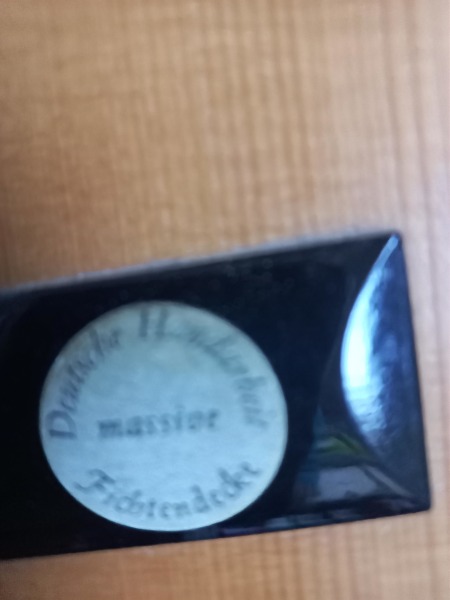 Deutsche Handarbeit
massive
Fichtendecke